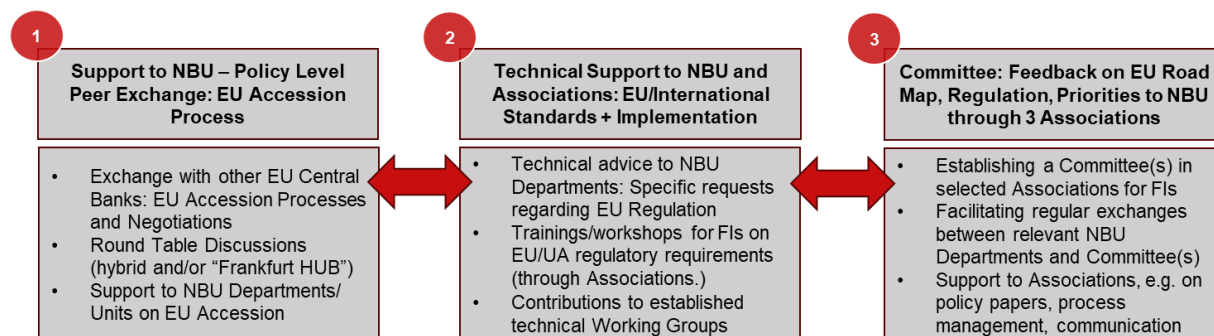 1
Support to NBU – Policy Level
Peer Exchange: EU Accession
Process
• Exchange with other EU Central
Banks: EU Accession Processes
and Negotiations
• Round Table Discussions
(hybrid and/or “Frankfurt HUB”)
• Support to NBU Departments/
Units on EU Accession
2
Technical Support to NBU and
Associations: EU/International
Standards + Implementation
• Technical advice to NBU
Departments: Specific requests
regarding EU Regulation
• Trainings/workshops for FIs on
EU/UA regulatory requirements
(through Associations.)
• Contributions to established
technical Working Groups
3
Committee: Feedback on EU Road
Map, Regulation, Priorities to NBU
through 3 Associations
• Establishing a Committee(s) in
selected Associations for FIs
• Facilitating regular exchanges
between relevant NBU
Departments and Committee(s)
• Support to Associations, e.g. on
policy papers, process
management, communication